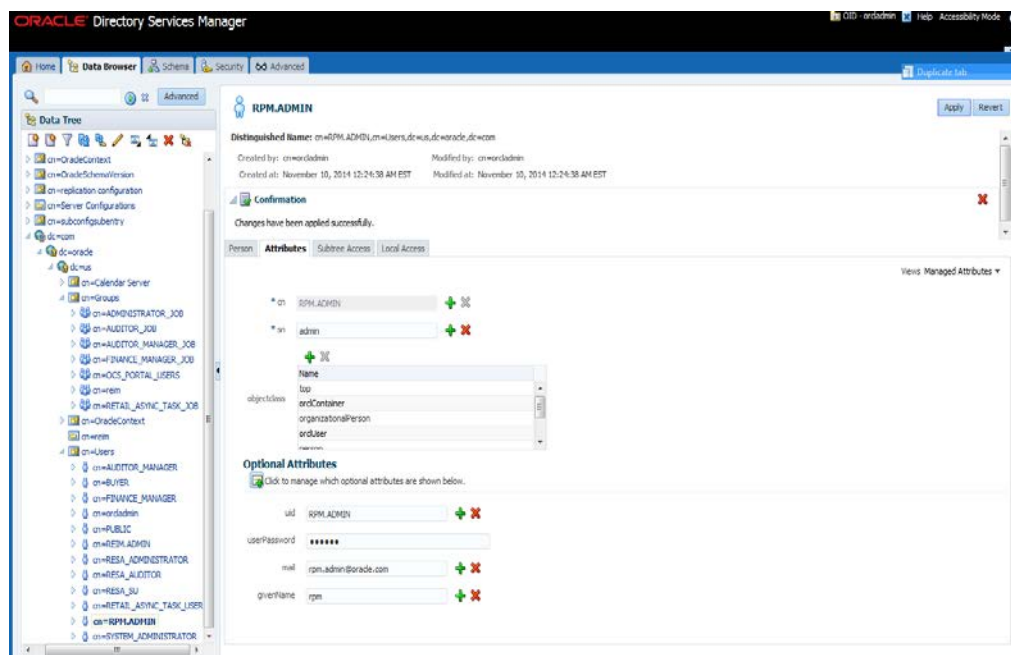 ORACLE Directory Services Manager
OID - orcladmin Help Accessibility Mode
Home Data Browser Schema Security Advanced
Duplicate tab
Advanced
Data Tree
cn=OracleContext
cn=OracleSchemaVersion
cn=replication configuration
cn=Server Configurations
cn=subconfigsubentry
dc=com
dc=oracle
dc=us
cn=Calendar Server
cn=Groups
cn=ADMINISTRATOR_JOB
cn=AUDITOR_JOB
cn=AUDITOR_MANAGER_JOB
cn=FINANCE_MANAGER_JOB
cn=OCS_PORTAL_USERS
cn=rem
cn=RETAIL_ASYNC_TASK_JOB
cn=OracleContext
cn=reim
cn=Users
cn=AUDITOR_MANAGER
cn=BUYER
cn=FINANCE_MANAGER
cn=orcladmin
cn=PUBLIC
cn=REIM.ADMIN
cn=RESA_ADMINISTRATOR
cn=RESA_AUDITOR
cn=RESA_SU
cn=RETAIL_ASYNC_TASK_USER
cn=RPM.ADMIN
cn=SYSTEM_ADMINISTRATOR
RPM.ADMIN
Apply Revert
Distinguished Name: cn=RPM.ADMIN,cn=Users,dc=us,dc=oracle,dc=com
Created by: cn=orcladmin Modified by: cn=orcladmin
Created at: November 10, 2014 12:24:38 AM EST Modified at: November 10, 2014 12:24:38 AM EST
Confirmation
Changes have been applied successfully.
Person Attributes Subtree Access Local Access
Views Managed Attributes
* cn RPM.ADMIN
* sn admin
Name
top
objectclass orclContainer
organizationalPerson
orclUser
person
Optional Attributes
Click to manage which optional attributes are shown below.
uid RPM.ADMIN
userPassword ••••••
mail rpm.admin@oracle.com
givenName rpm